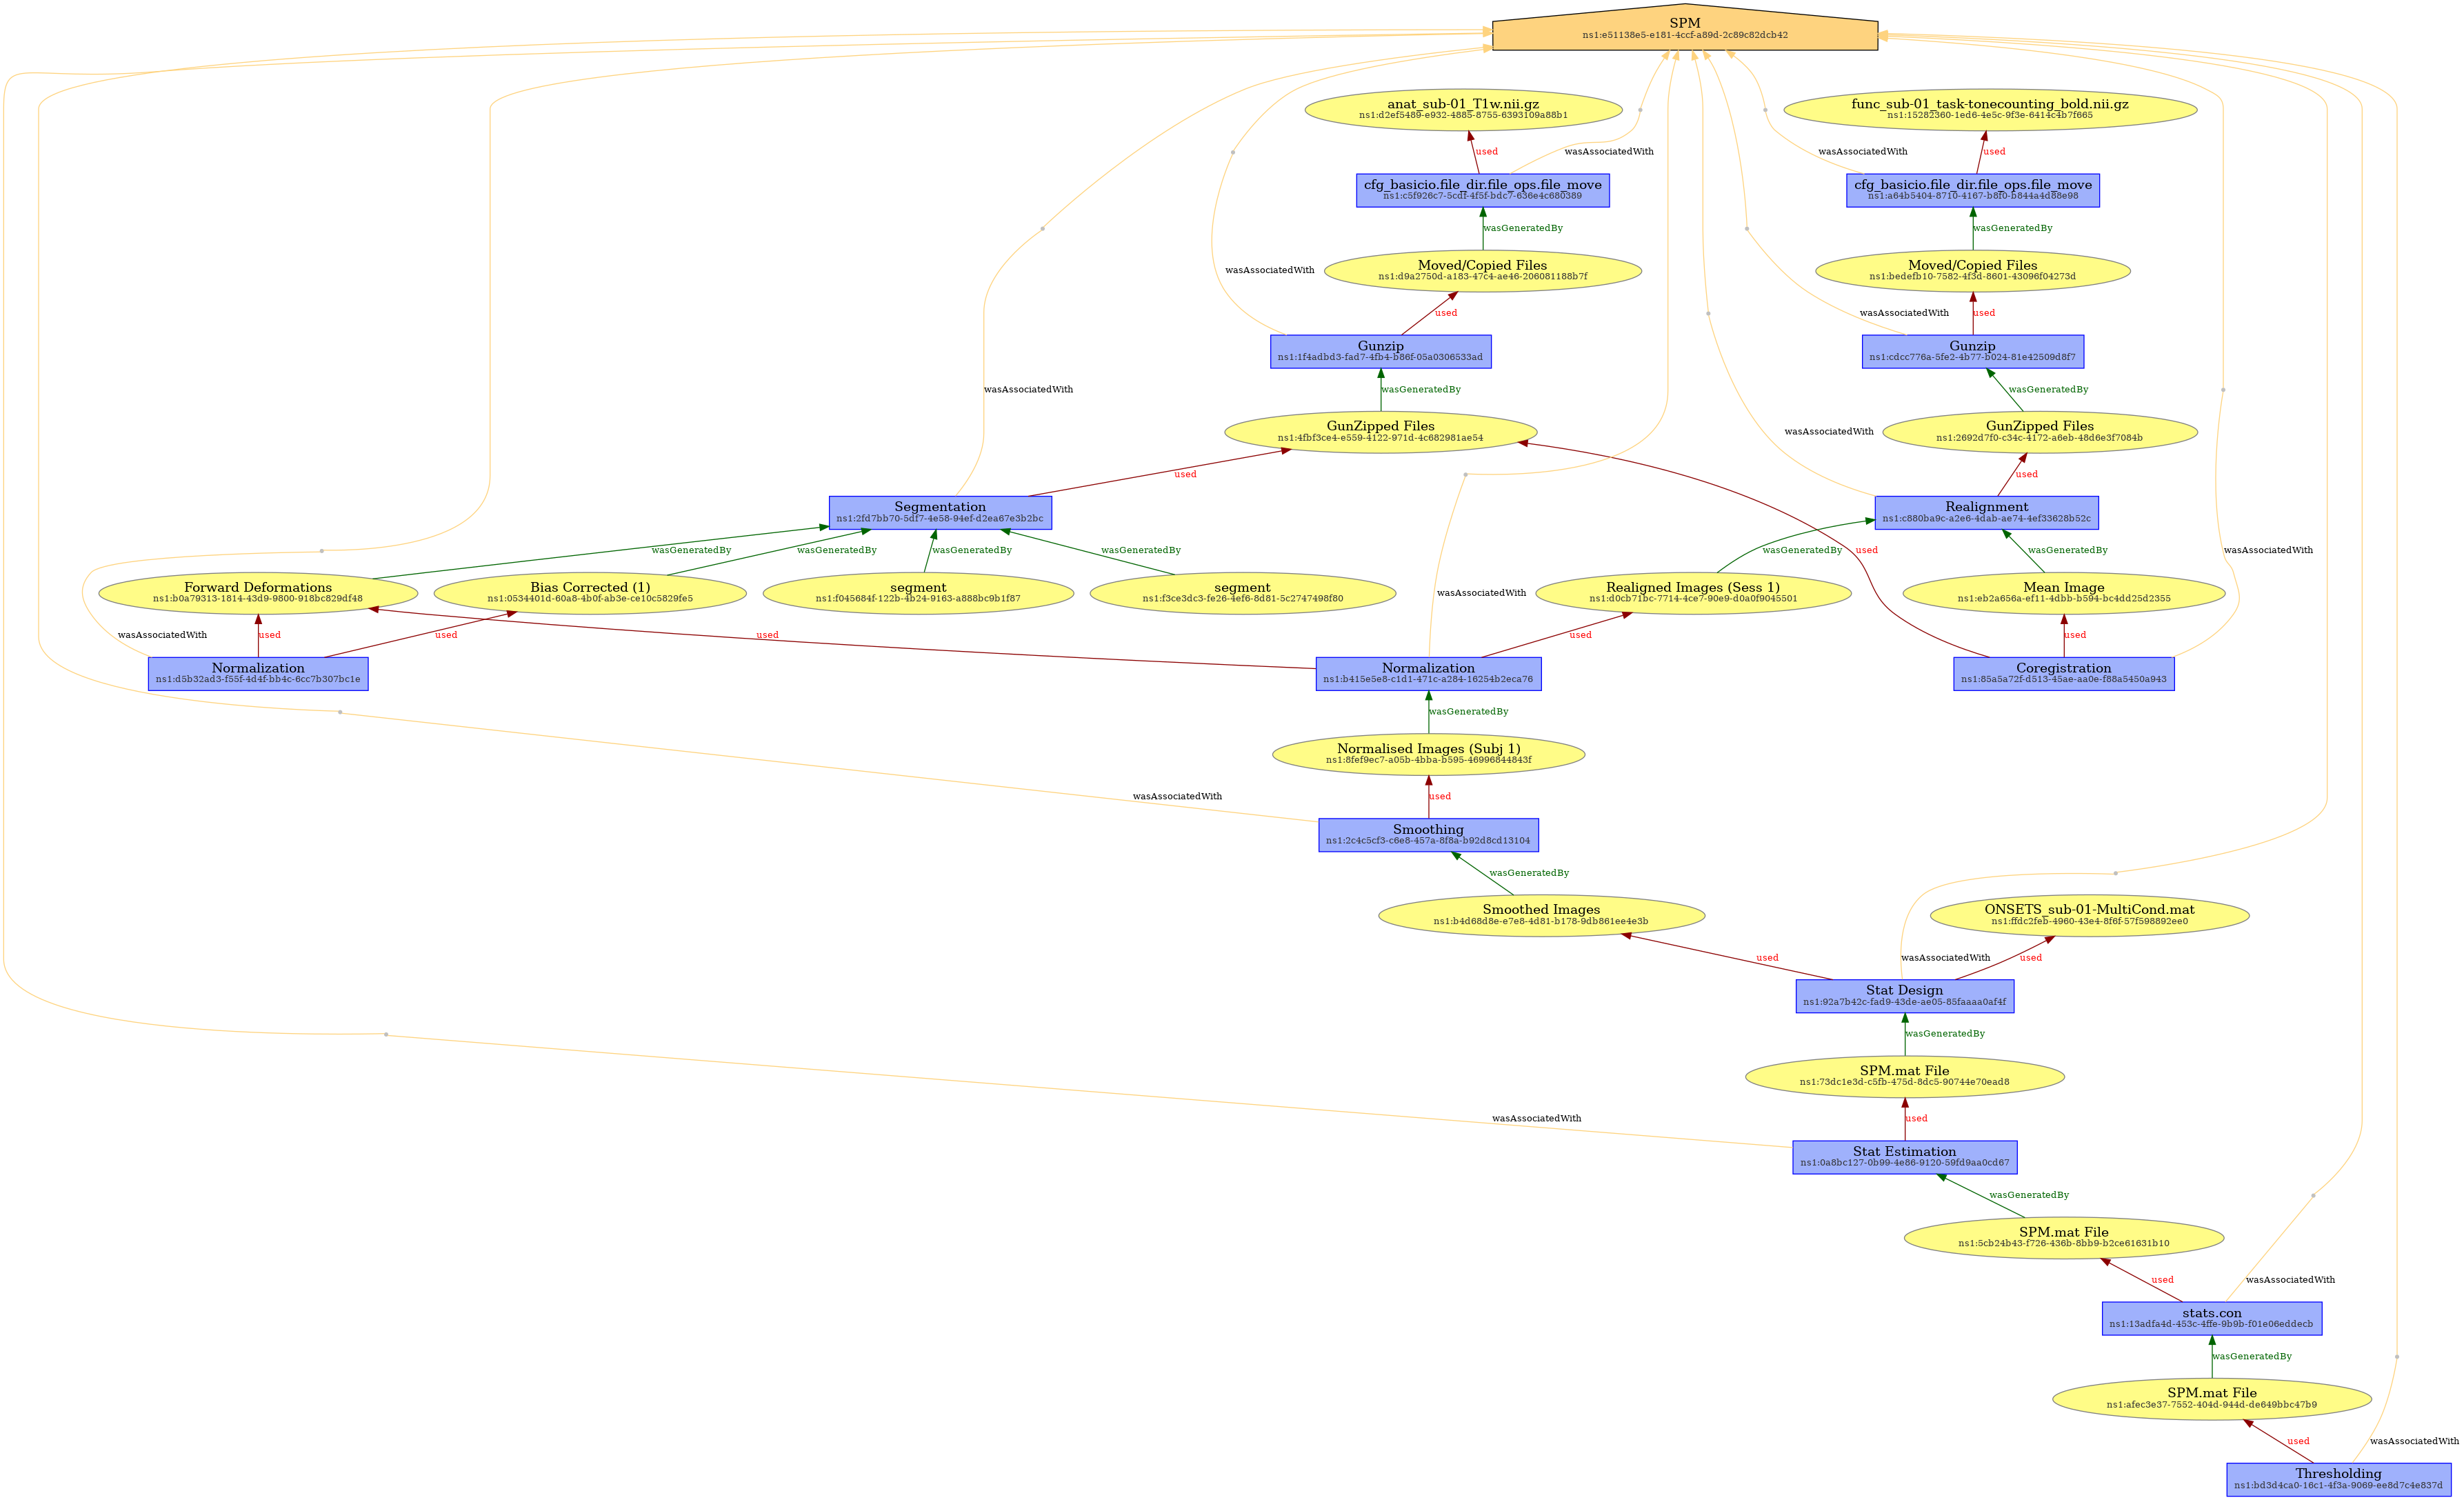 SPM
ns1:e51138e5-e181-4ccf-a89d-2c89c82dcb42
anat_sub-01_T1w.nii.gz
ns1:d2ef5489-e932-4885-8755-6393109a88b1
func_sub-01_task-tonecounting_bold.nii.gz
ns1:15282360-1ed6-4e5c-9f3e-6414c4b7f665
used
wasAssociatedWith
wasAssociatedWith
used
cfg_basicio.file_dir.file_ops.file_move
ns1:c5f926c7-5cdf-4f5f-bdc7-636e4c680389
cfg_basicio.file_dir.file_ops.file_move
ns1:a64b5404-8710-4167-b8f0-b844a4d88e98
wasGeneratedBy
wasGeneratedBy
wasAssociatedWith
Moved/Copied Files
ns1:d9a2750d-a183-47c4-ae46-206081188b7f
Moved/Copied Files
ns1:bedefb10-7582-4f3d-8601-43096f04273d
used
wasAssociatedWith
used
Gunzip
ns1:1f4adbd3-fad7-4fb4-b86f-05a0306533ad
Gunzip
ns1:cdcc776a-5fe2-4b77-b024-81e42509d8f7
wasAssociatedWith
wasGeneratedBy
wasGeneratedBy
GunZipped Files
ns1:4fbf3ce4-e559-4122-971d-4c682981ae54
wasAssociatedWith
GunZipped Files
ns1:2692d7f0-c34c-4172-a6eb-48d6e3f7084b
used
used
Segmentation
ns1:2fd7bb70-5df7-4e58-94ef-d2ea67e3b2bc
Realignment
ns1:c880ba9c-a2e6-4dab-ae74-4ef33628b52c
wasGeneratedBy
wasGeneratedBy
wasGeneratedBy
wasGeneratedBy
wasGeneratedBy
used
wasGeneratedBy
wasAssociatedWith
Forward Deformations
ns1:b0a79313-1814-43d9-9800-918bc829df48
Bias Corrected (1)
ns1:0534401d-60a8-4b0f-ab3e-ce10c5829fe5
segment
ns1:f045684f-122b-4b24-9163-a888bc9b1f87
segment
ns1:f3ce3dc3-fe26-4ef6-8d81-5c2747498f80
wasAssociatedWith
Realigned Images (Sess 1)
ns1:d0cb71bc-7714-4ce7-90e9-d0a0f9045501
Mean Image
ns1:eb2a656a-ef11-4dbb-b594-bc4dd25d2355
wasAssociatedWith
used
used
used
used
used
Normalization
ns1:d5b32ad3-f55f-4d4f-bb4c-6cc7b307bc1e
Normalization
ns1:b415e5e8-c1d1-471c-a284-16254b2eca76
Coregistration
ns1:85a5a72f-d513-45ae-aa0e-f88a5450a943
wasGeneratedBy
Normalised Images (Subj 1)
ns1:8fef9ec7-a05b-4bba-b595-46996844843f
wasAssociatedWith
used
Smoothing
ns1:2c4c5cf3-c6e8-457a-8f8a-b92d8cd13104
wasGeneratedBy
Smoothed Images
ns1:b4d68d8e-e7e8-4d81-b178-9db861ee4e3b
ONSETS_sub-01-MultiCond.mat
ns1:ffdc2feb-4960-43e4-8f6f-57f598892ee0
used
wasAssociatedWith
used
Stat Design
ns1:92a7b42c-fad9-43de-ae05-85faaaa0af4f
wasGeneratedBy
SPM.mat File
ns1:73dc1e3d-c5fb-475d-8dc5-90744e70ead8
wasAssociatedWith
used
Stat Estimation
ns1:0a8bc127-0b99-4e86-9120-59fd9aa0cd67
wasGeneratedBy
SPM.mat File
ns1:5cb24b43-f726-436b-8bb9-b2ce61631b10
used
wasAssociatedWith
stats.con
ns1:13adfa4d-453c-4ffe-9b9b-f01e06eddecb
wasGeneratedBy
SPM.mat File
ns1:afec3e37-7552-404d-944d-de649bbc47b9
used
wasAssociatedWith
Thresholding
ns1:bd3d4ca0-16c1-4f3a-9069-ee8d7c4e837d